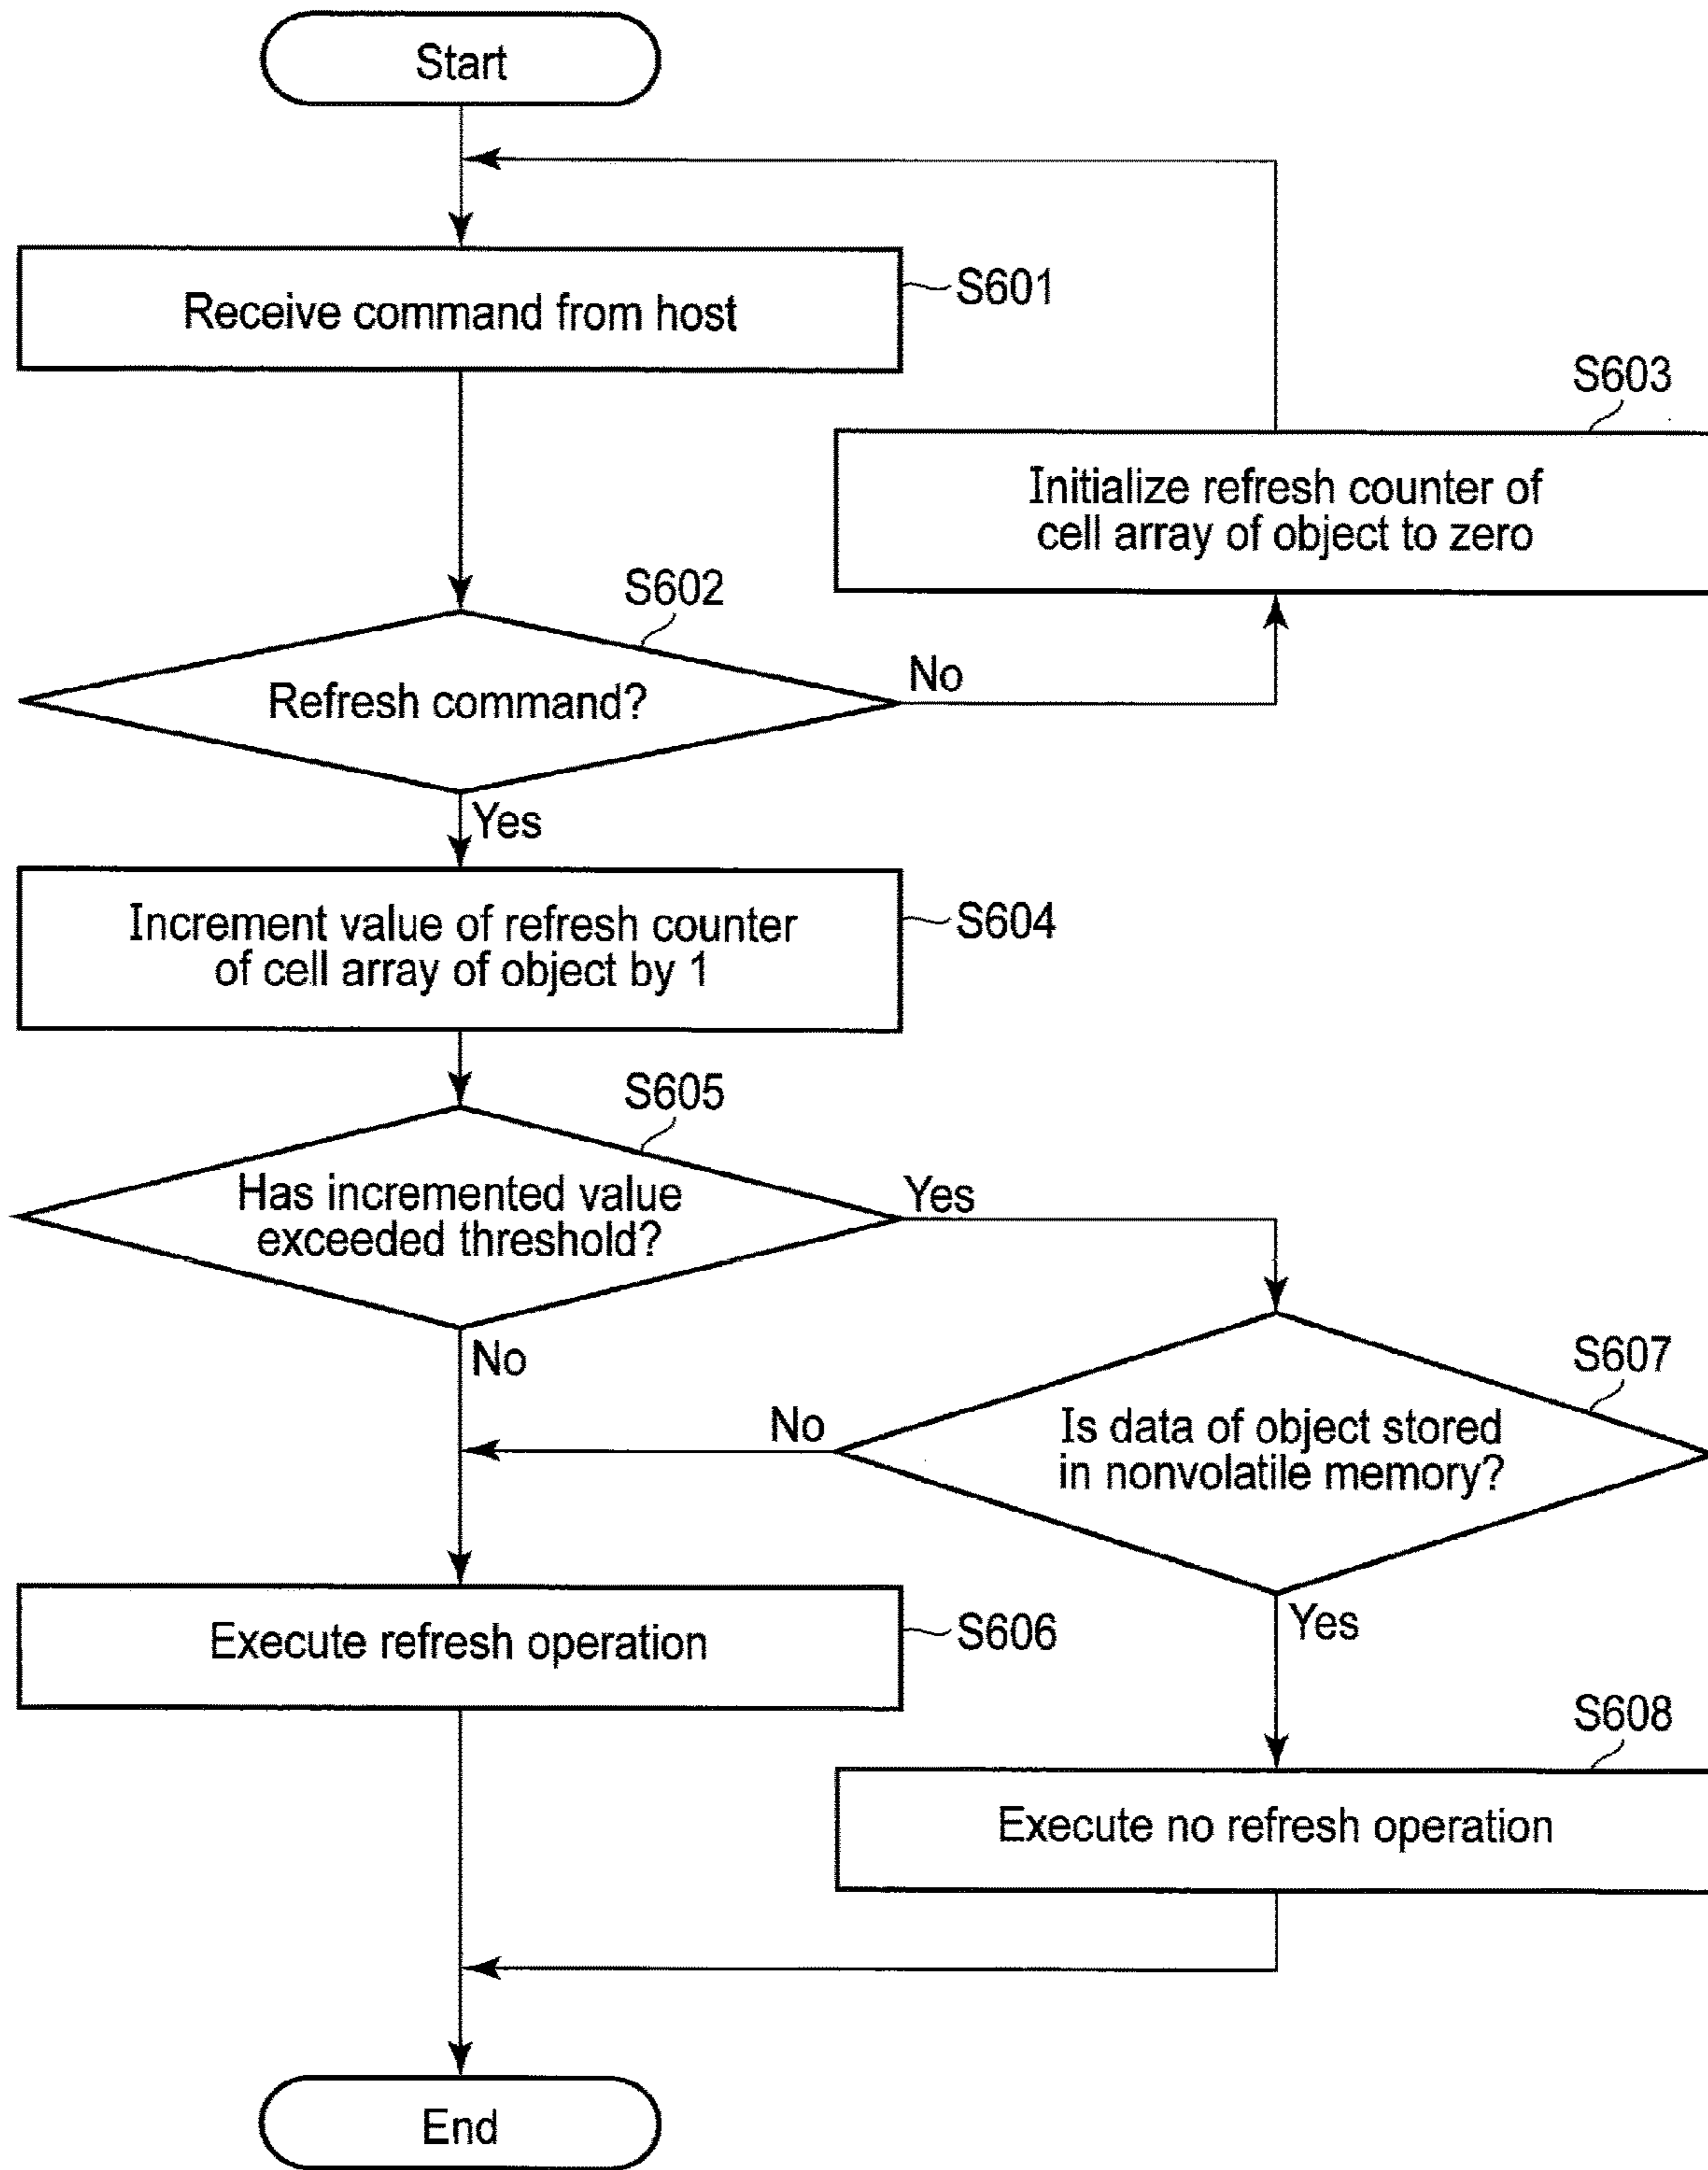 Start
Receive command from host
S601
S603
Initialize refresh counter of
cell array of object to zero
S602
Refresh command?
No
Yes
Increment value of refresh counter
of cell array of object by 1
S604
S605
Has incremented value
exceeded threshold?
Yes
No
S607
Is data of object stored
in nonvolatile memory?
No
Yes
Execute refresh operation
S606
S608
Execute no refresh operation
End